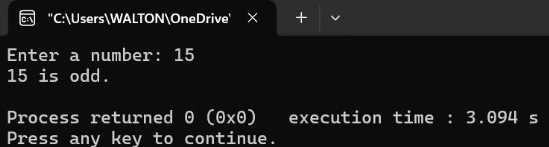 "C:\Users\WALTON\OneDrive\
Enter a number: 15
15 is odd.
Process returned 0 (0x0)   execution time : 3.094 s
Press any key to continue.